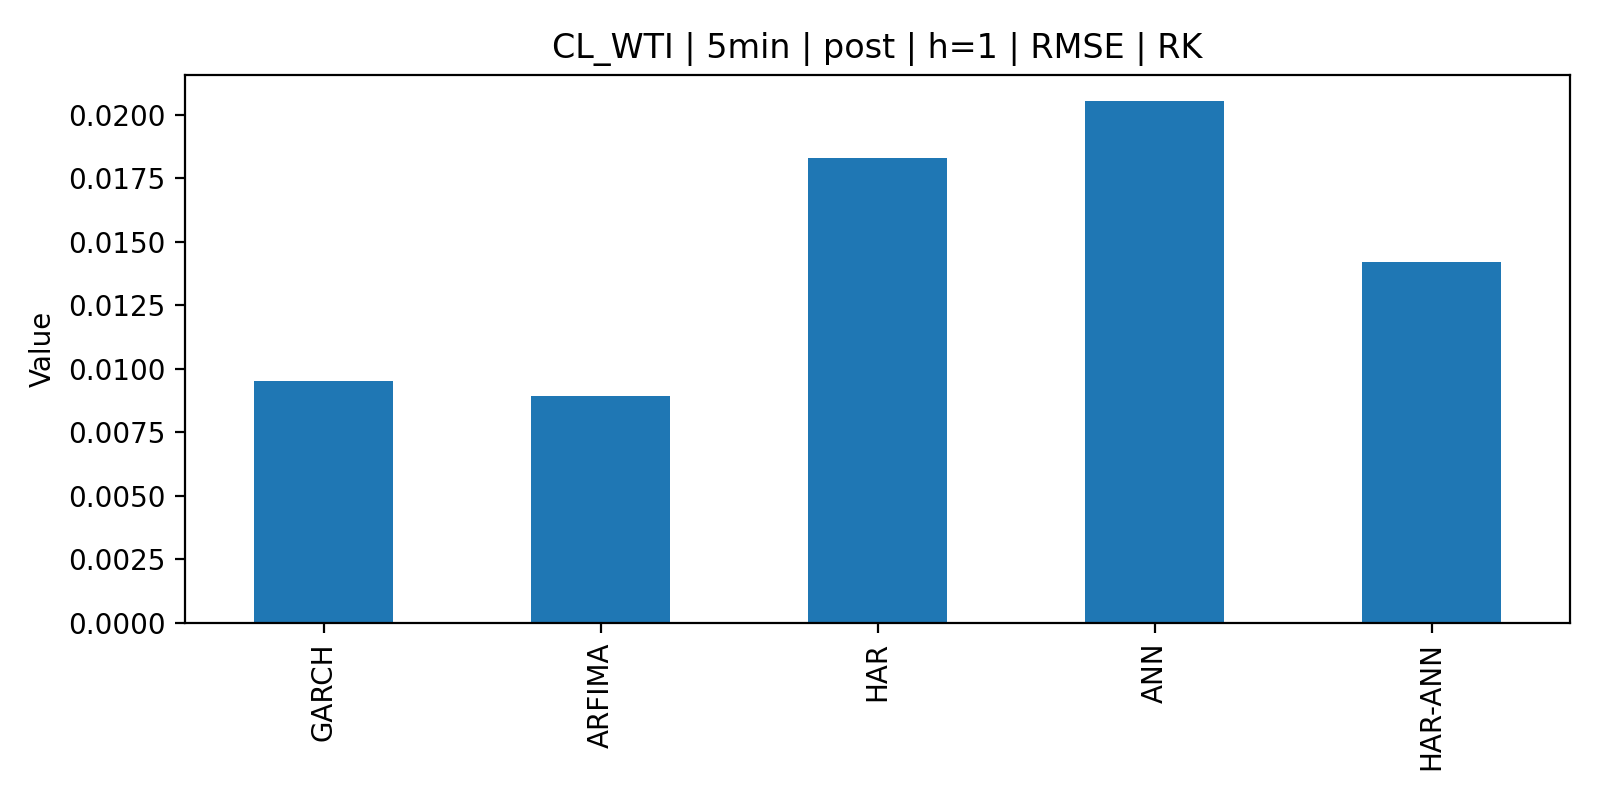 CL_WTI | 5min | post | h=1 | RMSE | RK
Value
0.0200
0.0175
0.0150
0.0125
0.0100
0.0075
0.0050
0.0025
0.0000
GARCH
ARFIMA
HAR
ANN
HAR-ANN